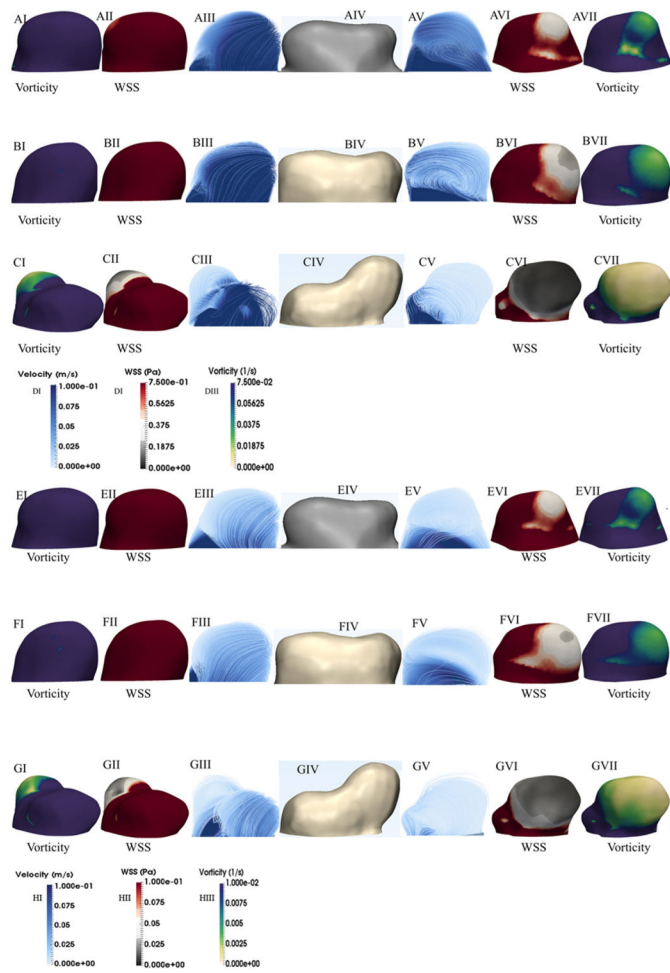 AI AII AIII AIV AV AVI AVII
Vorticity WSS WSS Vorticity
BI BII BIII BIV BV BVI BVII
Vorticity WSS WSS Vorticity
CI CII CIII CIV CV CVI CVII
Vorticity WSS WSS Vorticity
Velocity (m/s) WSS (Pa) Vorticity (1/s)
1.000e-01 7.500e-01 7.500e-02
DI DI DIII
0.075 0.5625 0.05625
0.05 0.375 0.0375
0.025 0.1875 0.01875
0.000e+00 0.000e+00 0.000e+00
EI EII EIII EIV EV EVI EVII
Vorticity WSS WSS Vorticity
FI FII FIII FIV FV FVI FVII
Vorticity WSS WSS Vorticity
GI GII GIII GIV GV GVI GVII
Vorticity WSS WSS Vorticity
Velocity (m/s) WSS (Pa) Vorticity (1/s)
1.000e-01 1.000e-01 1.000e-02
HI HII HIII
0.075 0.075 0.0075
0.05 0.05 0.005
0.025 0.025 0.0025
0.000e+00 0.000e+00 0.000e+00